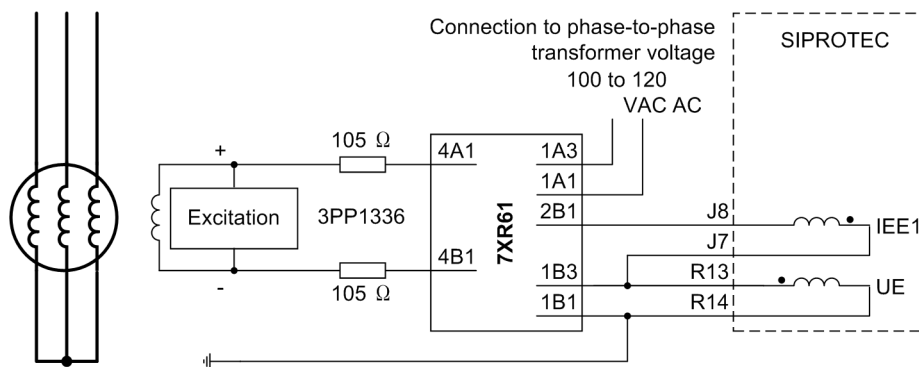 Connection to phase-to-phase
transformer voltage
100 to 120
VAC AC
SIPROTEC
+
105 Ω
4A1
1A3
1A1
2B1
J8
IEE1
Excitation
3PP1336
7XR61
J7
4B1
1B3
R13
UE
-
105 Ω
1B1
R14